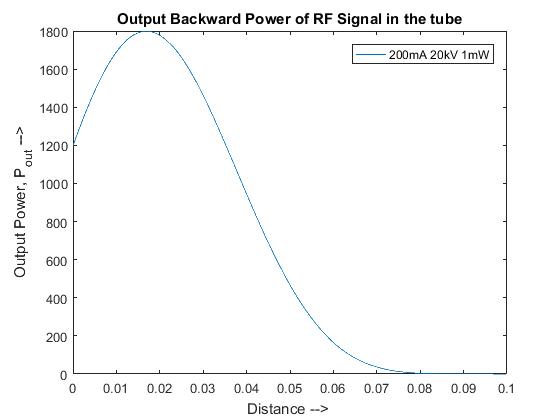 Output Backward Power of RF Signal in the tube
200mA 20kV 1mW
Output Power, P_out -->
1800
1600
1400
1200
1000
800
600
400
200
0
0 0.01 0.02 0.03 0.04 0.05 0.06 0.07 0.08 0.09 0.1
Distance -->